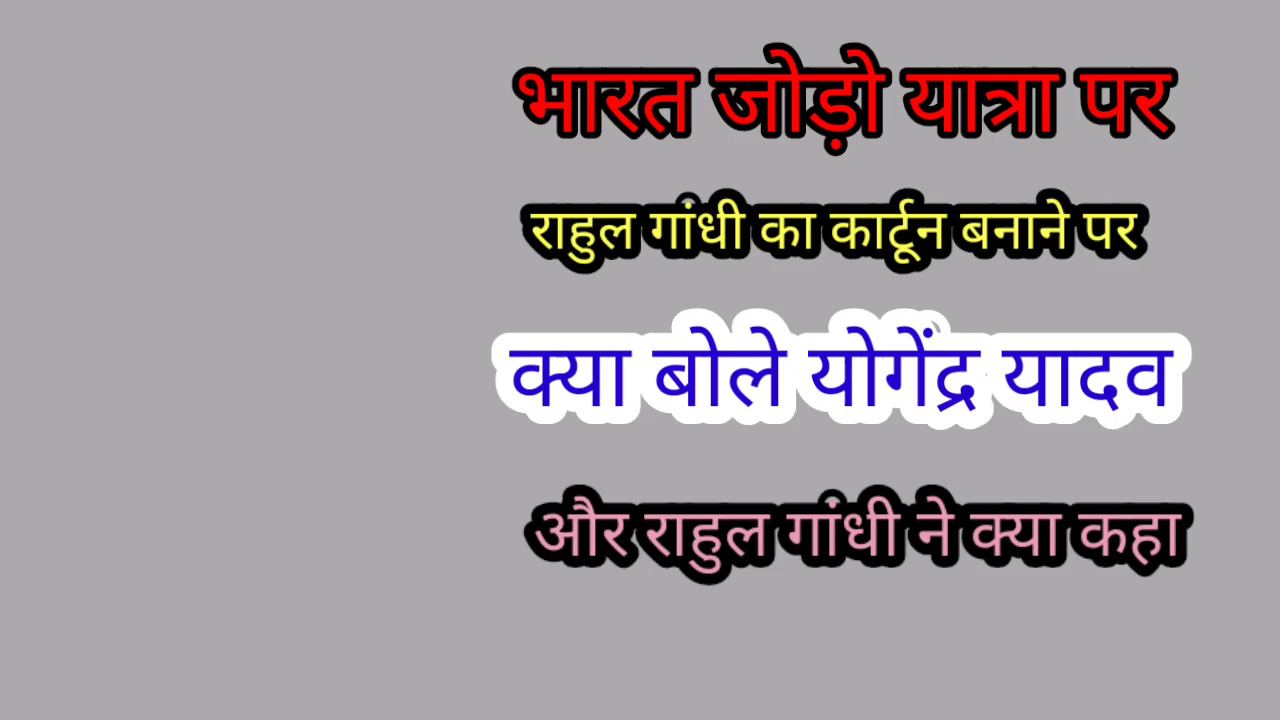 भारत जोड़ो यात्रा पर
राहुल गांधी का कार्टून बनाने पर
क्या बोले योगेंद्र यादव
और राहुल गांधी ने क्या कहा